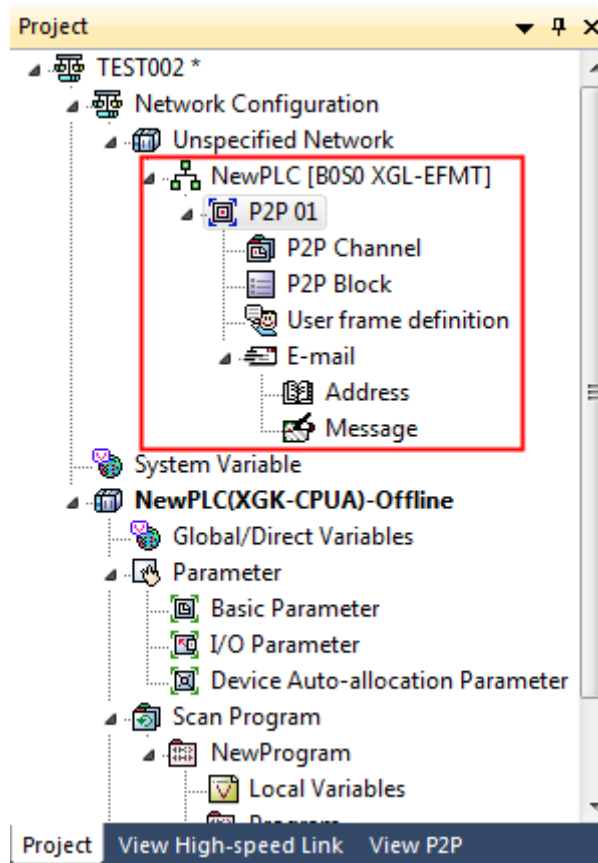 Project
TEST002 *
Network Configuration
Unspecified Network
NewPLC [B0S0 XGL-EFMT]
P2P 01
P2P Channel
P2P Block
User frame definition
E-mail
Address
Message
System Variable
NewPLC(XGK-CPUA)-Offline
Global/Direct Variables
Parameter
Basic Parameter
I/O Parameter
Device Auto-allocation Parameter
Scan Program
NewProgram
Local Variables
Program
Project View High-speed Link View P2P